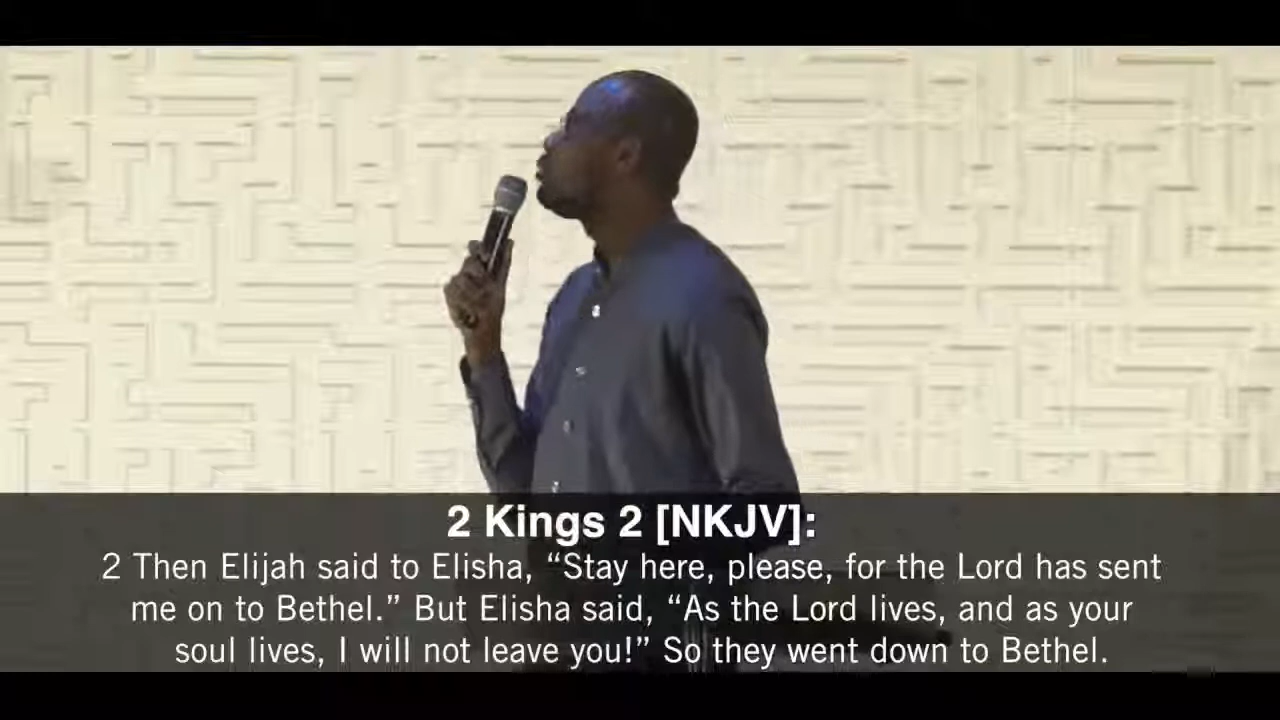 2 Kings 2 [NKJV]:
2 Then Elijah said to Elisha, “Stay here, please, for the Lord has sent
me on to Bethel.” But Elisha said, “As the Lord lives, and as your
soul lives, I will not leave you!” So they went down to Bethel.